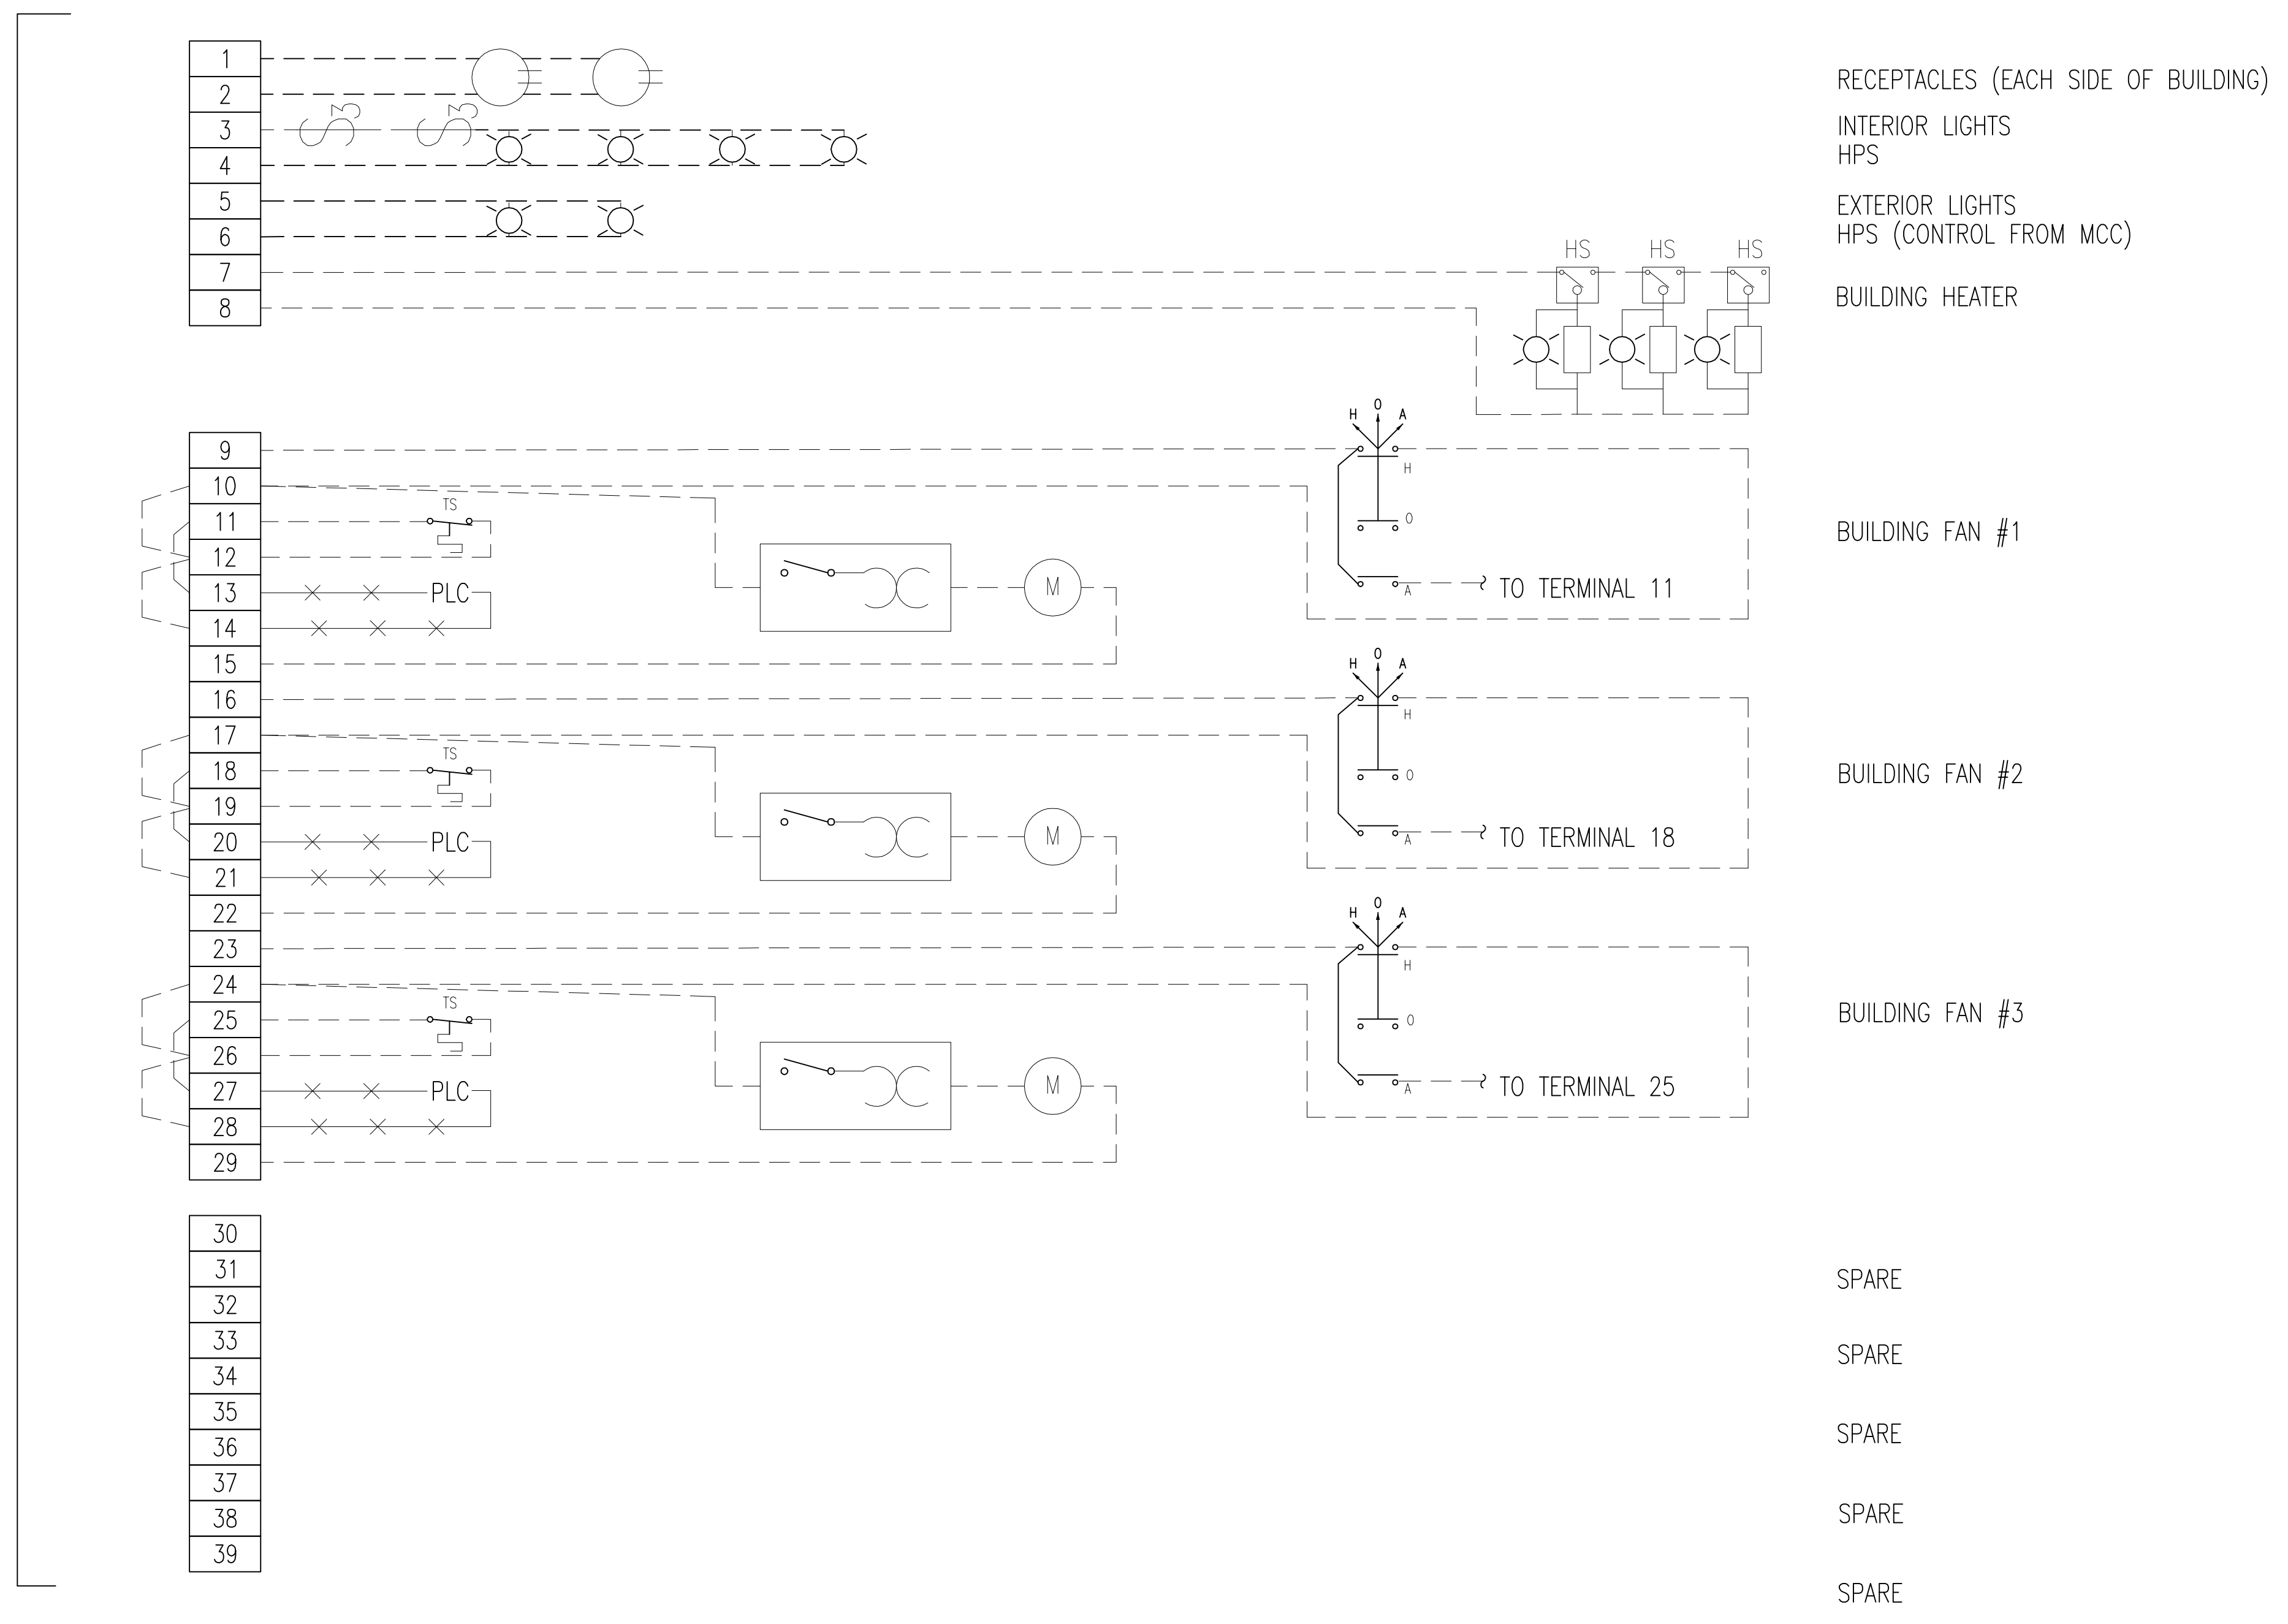 1
2
RECEPTACLES (EACH SIDE OF BUILDING)
S3 S3
3
INTERIOR LIGHTS
HPS
4
5
EXTERIOR LIGHTS
HPS (CONTROL FROM MCC)
6
HS HS HS
7
BUILDING HEATER
8
H O A
9
H
10
TS
11
O
BUILDING FAN #1
12
13
PLC
A
TO TERMINAL 11
M
14
15
H O A
16
H
17
TS
18
O
BUILDING FAN #2
19
20
PLC
A
TO TERMINAL 18
M
21
22
H O A
23
H
24
TS
25
O
BUILDING FAN #3
26
27
PLC
A
TO TERMINAL 25
M
28
29
30
31
SPARE
32
33
SPARE
34
35
SPARE
36
37
38
SPARE
39
SPARE